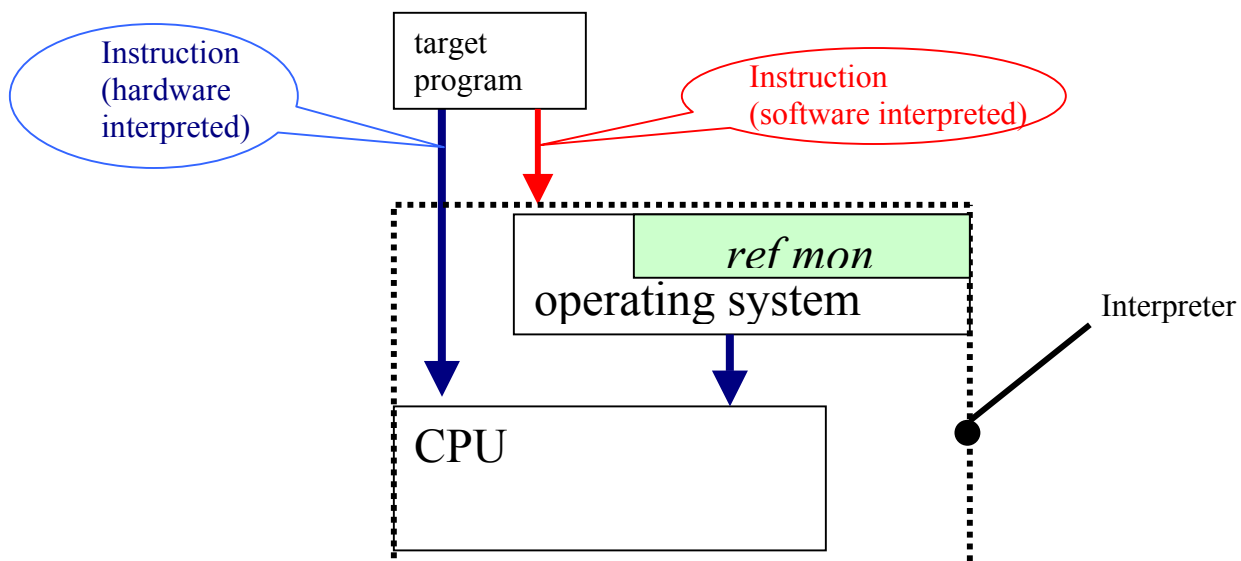 Instruction
(hardware
interpreted)
target
program
Instruction
(software interpreted)
ref mon
operating system
Interpreter
CPU